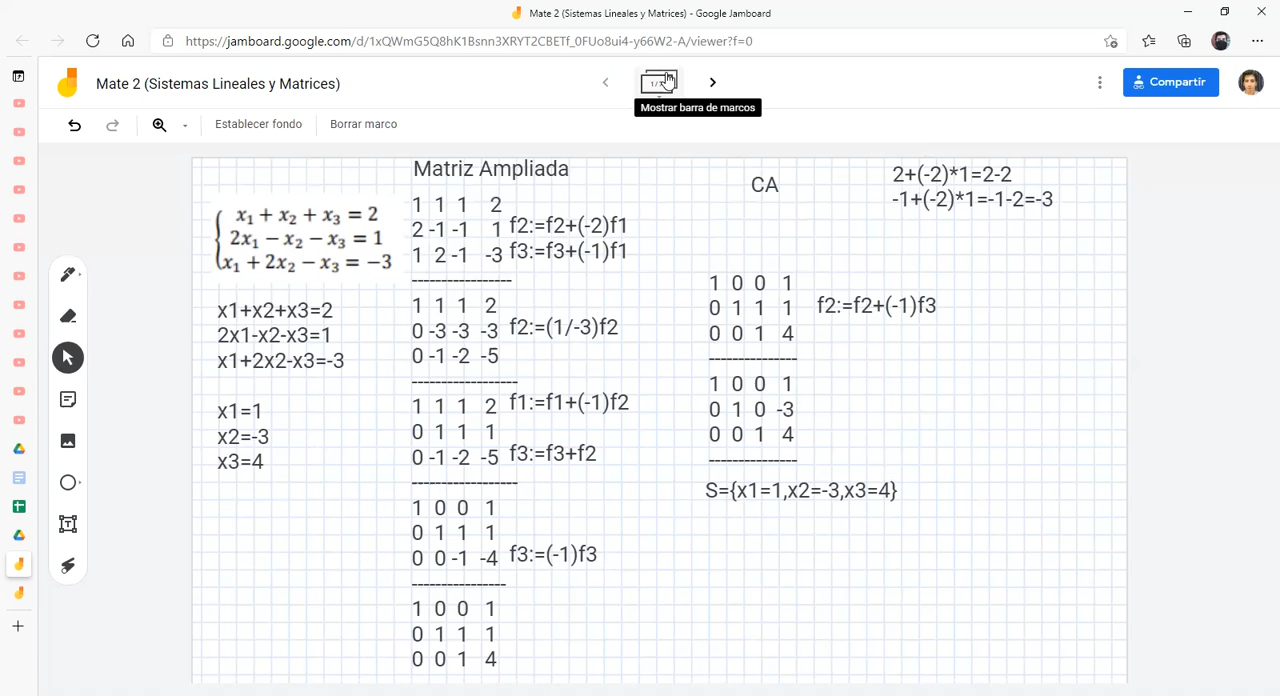 Mate 2 (Sistemas Lineales y Matrices) - Google Jamboard
https://jamboard.google.com/d/1xQWmG5Q8hK1Bsnn3XRYT2CBETf_0FUo8ui4-y66W2-A/viewer?f=0
Mate 2 (Sistemas Lineales y Matrices)
Mostrar barra de marcos
Compartir
Establecer fondo
Borrar marco
x₁ + x₂ + x₃ = 2
2x₁ − x₂ − x₃ = 1
x₁ + 2x₂ − x₃ = −3
x1+x2+x3=2
2x1-x2-x3=1
x1+2x2-x3=-3
x1=1
x2=-3
x3=4
Matriz Ampliada
1 1 1 2
2 -1 -1 1 f2:=f2+(-2)f1
1 2 -1 -3 f3:=f3+(-1)f1
-----------------
1 1 1 2
0 -3 -3 -3 f2:=(1/-3)f2
0 -1 -2 -5
------------------
1 1 1 2 f1:=f1+(-1)f2
0 1 1 1
0 -1 -2 -5 f3:=f3+f2
------------------
1 0 0 1
0 1 1 1
0 0 -1 -4 f3:=(-1)f3
----------------
1 0 0 1
0 1 1 1
0 0 1 4
CA
1 0 0 1
0 1 1 1 f2:=f2+(-1)f3
0 0 1 4
---------------
1 0 0 1
0 1 0 -3
0 0 1 4
---------------
S={x1=1,x2=-3,x3=4}
2+(-2)*1=2-2
-1+(-2)*1=-1-2=-3